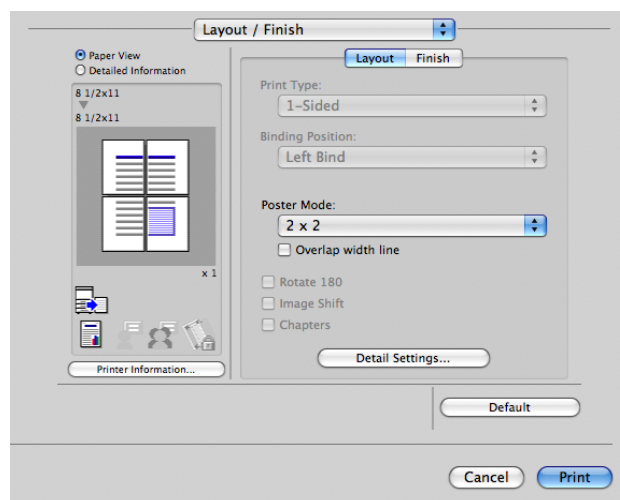 Layout / Finish
Paper View
Detailed Information
8 1/2x11
8 1/2x11
x 1
Printer Information...
Layout Finish
Print Type:
1-Sided
Binding Position:
Left Bind
Poster Mode:
2 x 2
Overlap width line
Rotate 180
Image Shift
Chapters
Detail Settings...
Default
Cancel Print